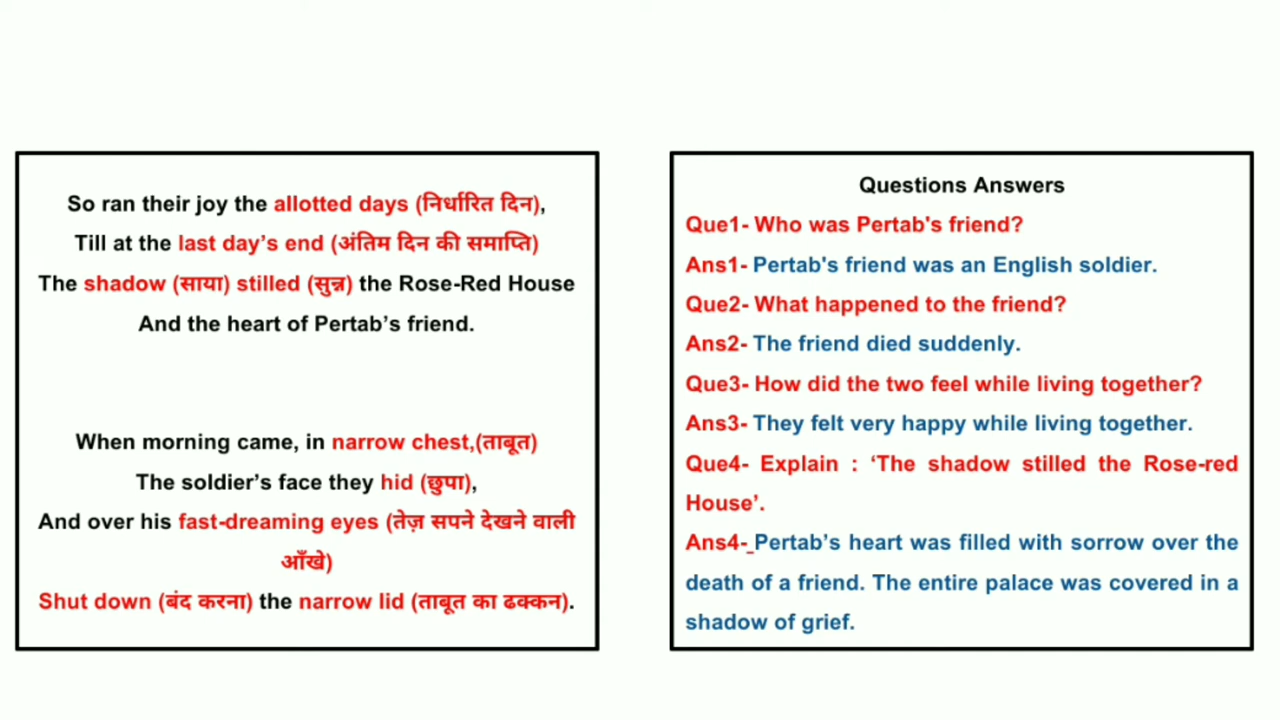 So ran their joy the allotted days (निर्धारित दिन),
Till at the last day’s end (अंतिम दिन की समाप्ति)
The shadow (साया) stilled (सुन्न) the Rose-Red House
And the heart of Pertab’s friend.
When morning came, in narrow chest,(ताबूत)
The soldier’s face they hid (छुपा),
And over his fast-dreaming eyes (तेज़ सपने देखने वाली
आँखे)
Shut down (बंद करना) the narrow lid (ताबूत का ढक्कन).
Questions Answers
Que1- Who was Pertab's friend?
Ans1- Pertab's friend was an English soldier.
Que2- What happened to the friend?
Ans2- The friend died suddenly.
Que3- How did the two feel while living together?
Ans3- They felt very happy while living together.
Que4- Explain : ‘The shadow stilled the Rose-red
House’.
Ans4- Pertab’s heart was filled with sorrow over the
death of a friend. The entire palace was covered in a
shadow of grief.